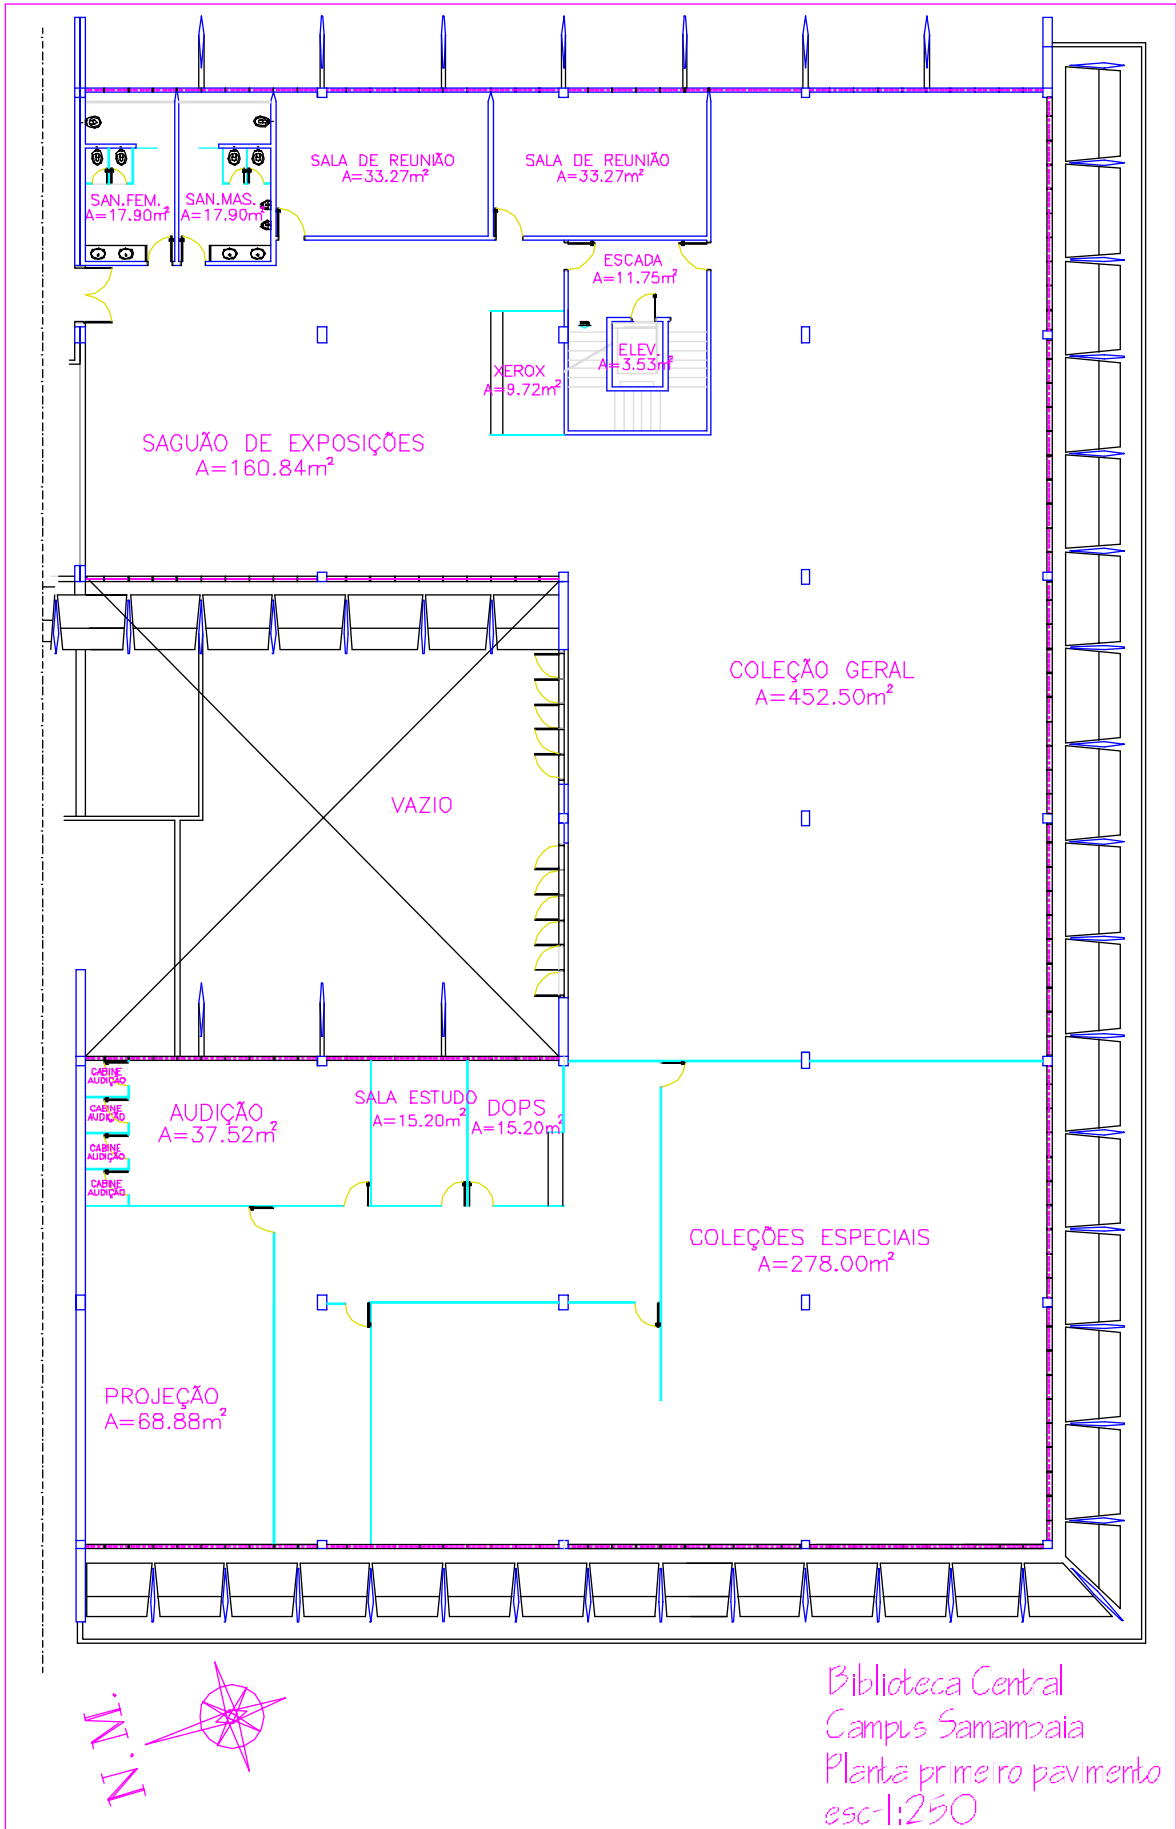 SALA DE REUNIÃO
A=33.27m²
SALA DE REUNIÃO
A=33.27m²
SAN.FEM.
A=17.90m²
SAN.MAS.
A=17.90m²
ESCADA
A=11.75m²
ELEV.
A=3.53m²
XEROX
A=9.72m²
SAGUÃO DE EXPOSIÇÕES
A=160.84m²
COLEÇÃO GERAL
A=452.50m²
VAZIO
CABINE
AUDIÇÃO
CABINE
AUDIÇÃO
CABINE
AUDIÇÃO
CABINE
AUDIÇÃO
AUDIÇÃO
A=37.52m²
SALA ESTUDO
A=15.20m²
DOPS
A=15.20m²
COLEÇÕES ESPECIAIS
A=278.00m²
PROJEÇÃO
A=68.88m²
N.M.
Biblioteca Central
Campus Samambaia
Planta primeiro pavimento
esc-1:250